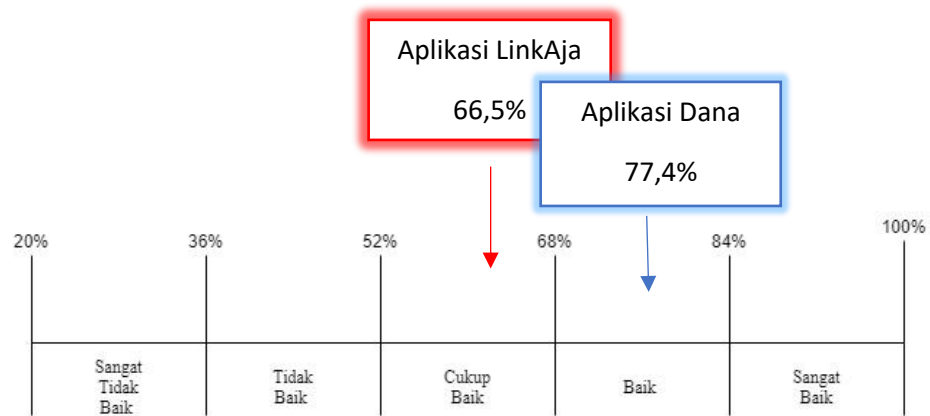 Aplikasi LinkAja
66,5%
Aplikasi Dana
77,4%
20%
36%
52%
68%
84%
100%
Sangat
Tidak
Baik
Tidak
Baik
Cukup
Baik
Baik
Sangat
Baik